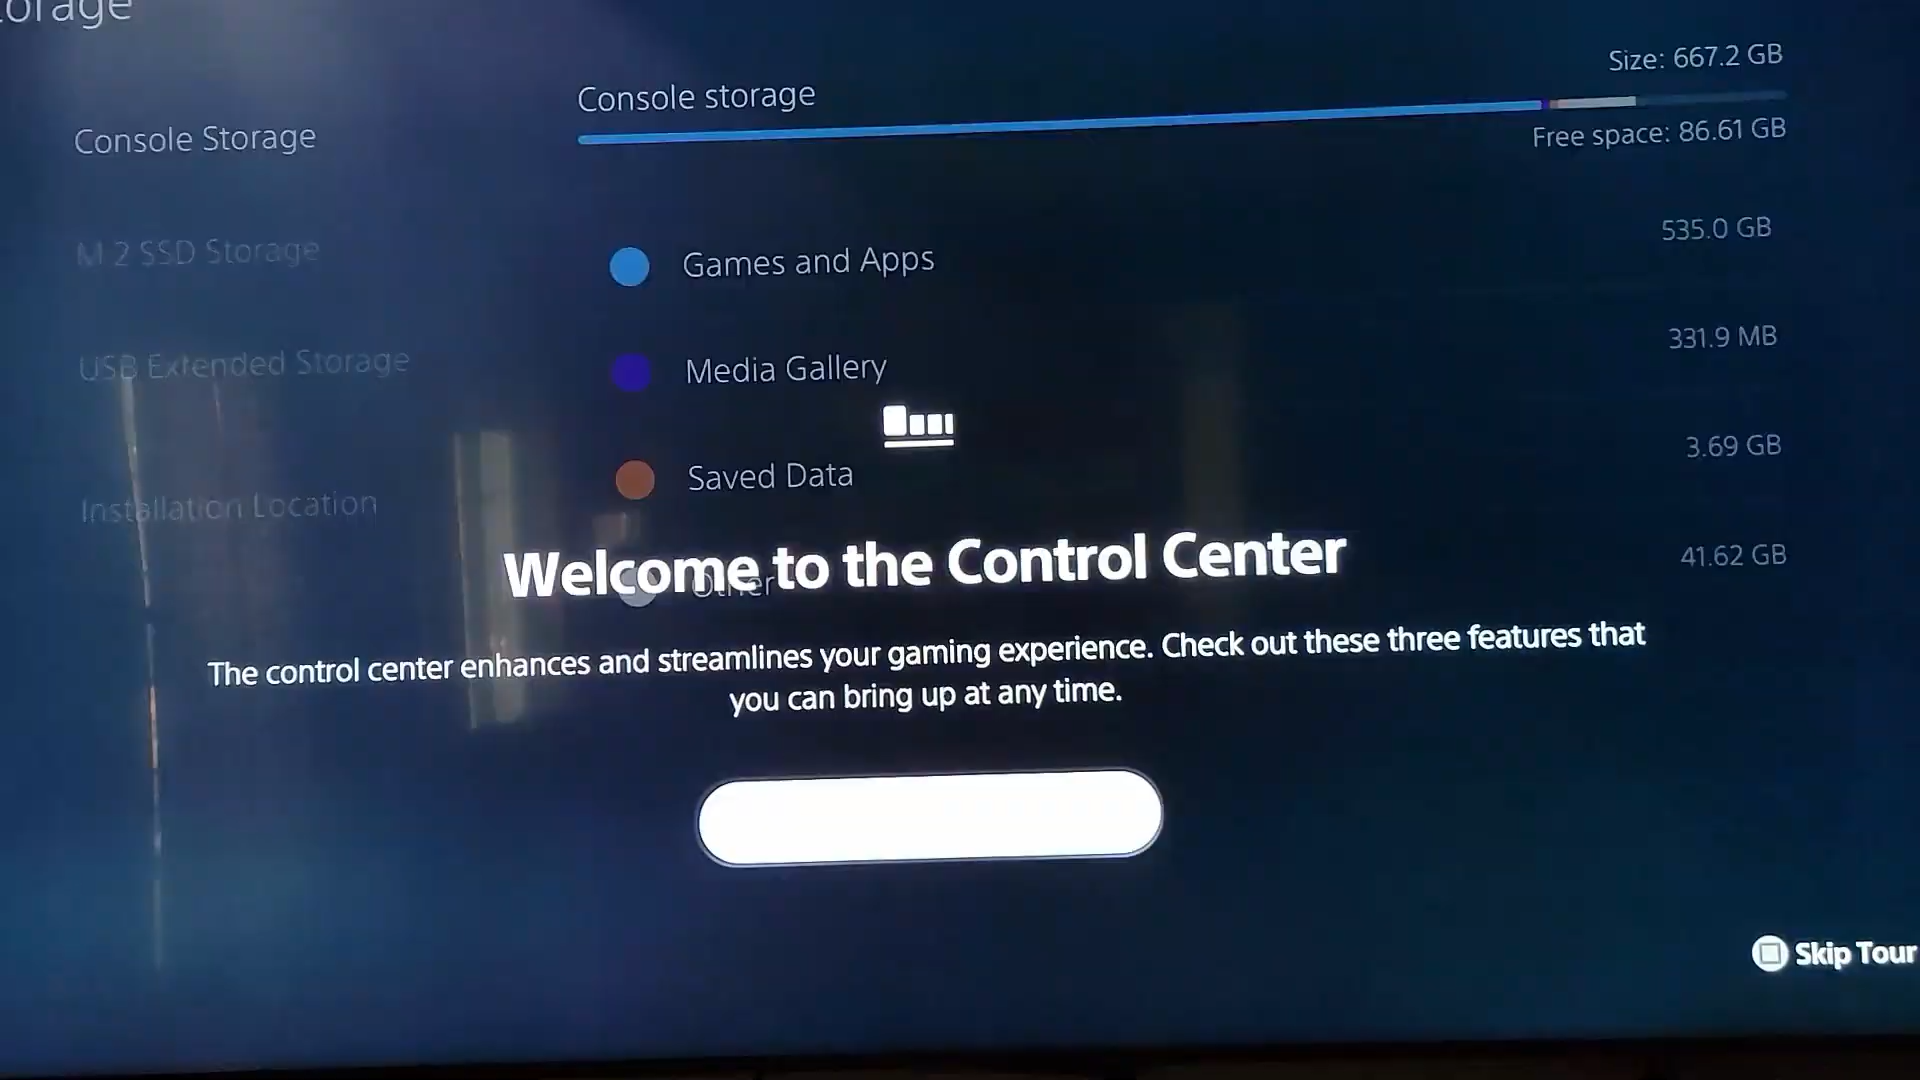 orage
Size: 667.2 GB
Console storage
Console Storage
Free space: 86.61 GB
M.2 SSD Storage
Games and Apps
535.0 GB
USB Extended Storage
Media Gallery
331.9 MB
Saved Data
3.69 GB
Installation Location
Other
41.62 GB
Welcome to the Control Center
The control center enhances and streamlines your gaming experience. Check out these three features that
you can bring up at any time.
Skip Tour